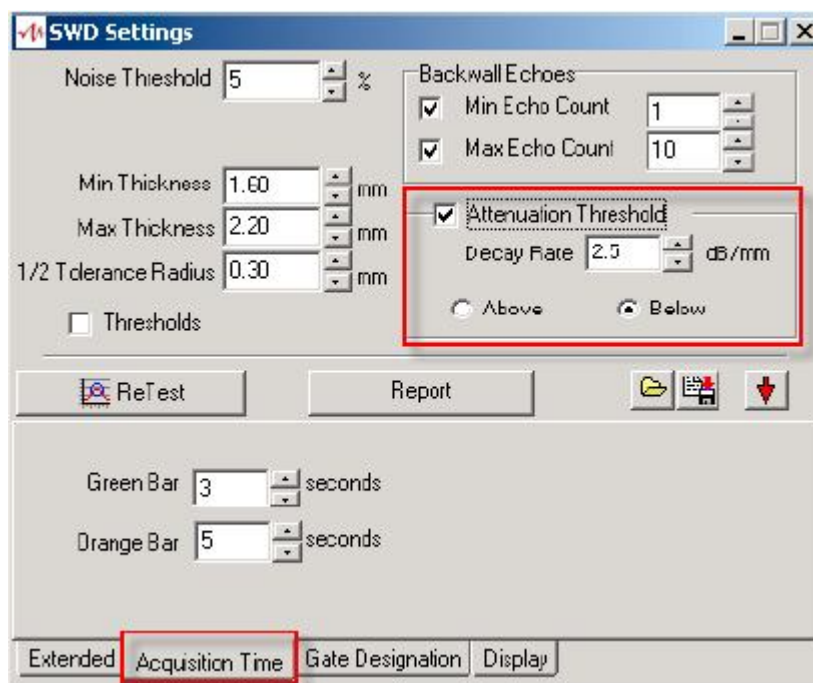 SWD Settings
Noise Threshold 5 %
Min Thickness 1.60 mm
Max Thickness 2.20 mm
1/2 Tolerance Radius 0.30 mm
Thresholds
Backwall Echoes
Min Echo Count 1
Max Echo Count 10
Attenuation Threshold
Decay Rate 2.5 dB/mm
Above Below
ReTest Report
Green Bar 3 seconds
Orange Bar 5 seconds
Extended Acquisition Time Gate Designation Display